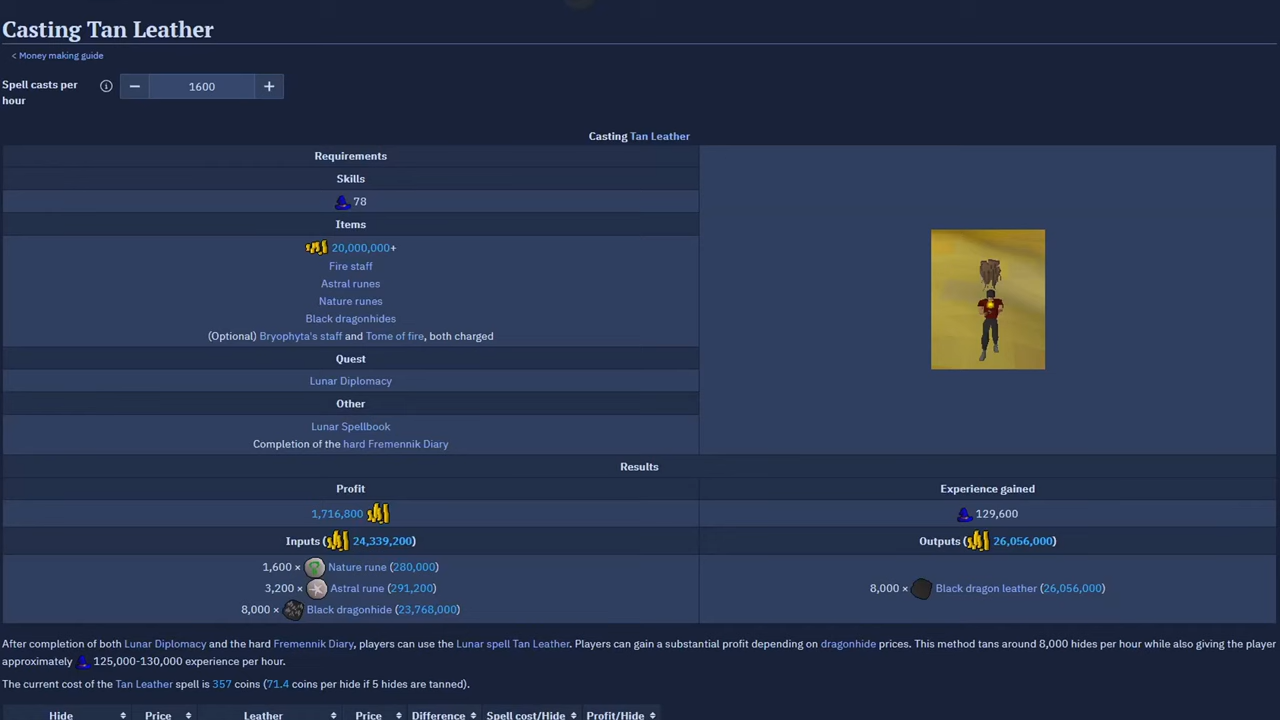 Casting Tan Leather
< Money making guide
Spell casts per hour
1600
Casting Tan Leather
Requirements
Skills
78
Items
20,000,000+
Fire staff
Astral runes
Nature runes
Black dragonhides
(Optional) Bryophyta's staff and Tome of fire, both charged
Quest
Lunar Diplomacy
Other
Lunar Spellbook
Completion of the hard Fremennik Diary
Results
Profit
Experience gained
1,716,800
129,600
Inputs (24,339,200)
Outputs (26,056,000)
1,600 × Nature rune (280,000)
3,200 × Astral rune (291,200)
8,000 × Black dragonhide (23,768,000)
8,000 × Black dragon leather (26,056,000)
After completion of both Lunar Diplomacy and the hard Fremennik Diary, players can use the Lunar spell Tan Leather. Players can gain a substantial profit depending on dragonhide prices. This method tans around 8,000 hides per hour while also giving the player
approximately 125,000-130,000 experience per hour.
The current cost of the Tan Leather spell is 357 coins (71.4 coins per hide if 5 hides are tanned).
Hide Price Leather Price Difference Spell cost/Hide Profit/Hide